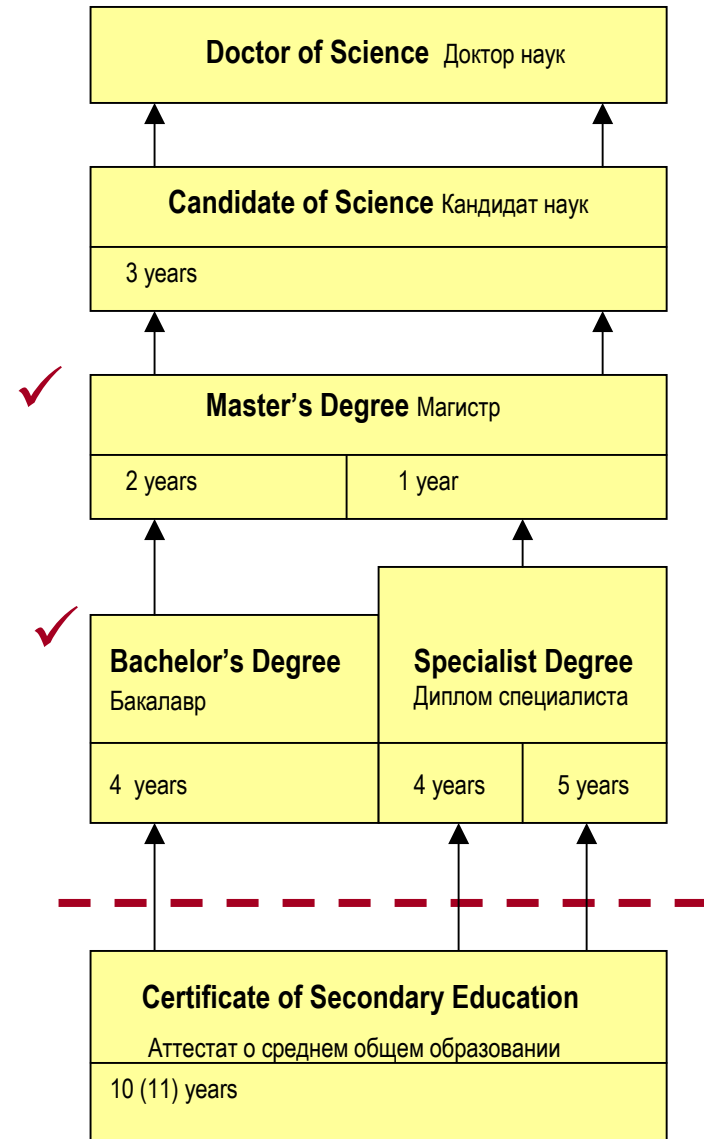 Doctor of Science Доктор наук
Candidate of Science Кандидат наук
3 years
Master’s Degree Магистр
2 years
1 year
Bachelor’s Degree
Бакалавр
4 years
Specialist Degree
Диплом специалиста
4 years
5 years
Certificate of Secondary Education
Аттестат о среднем общем образовании
10 (11) years